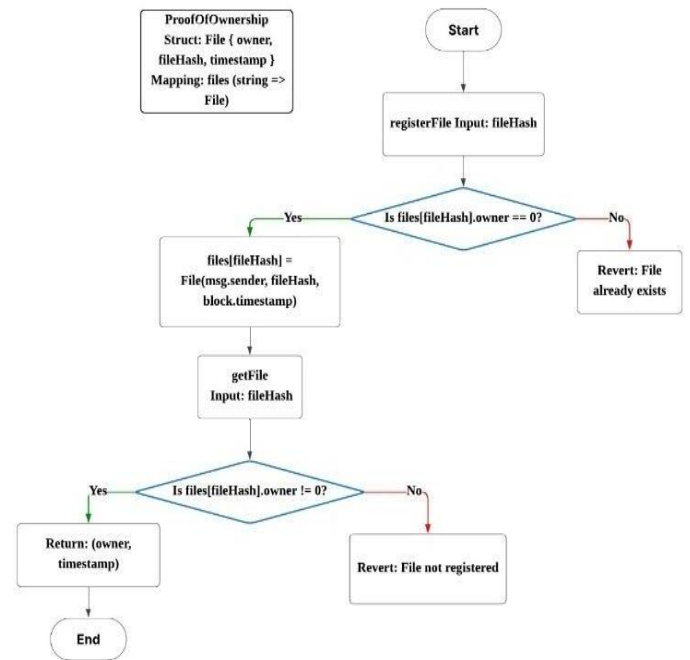 ProofOfOwnership
Struct: File { owner,
fileHash, timestamp }
Mapping: files (string =>
File)
Start
registerFile Input: fileHash
Is files[fileHash].owner == 0?
Yes
No
files[fileHash] =
File(msg.sender, fileHash,
block.timestamp)
Revert: File
already exists
getFile
Input: fileHash
Is files[fileHash].owner != 0?
Yes
No
Return: (owner,
timestamp)
Revert: File not registered
End